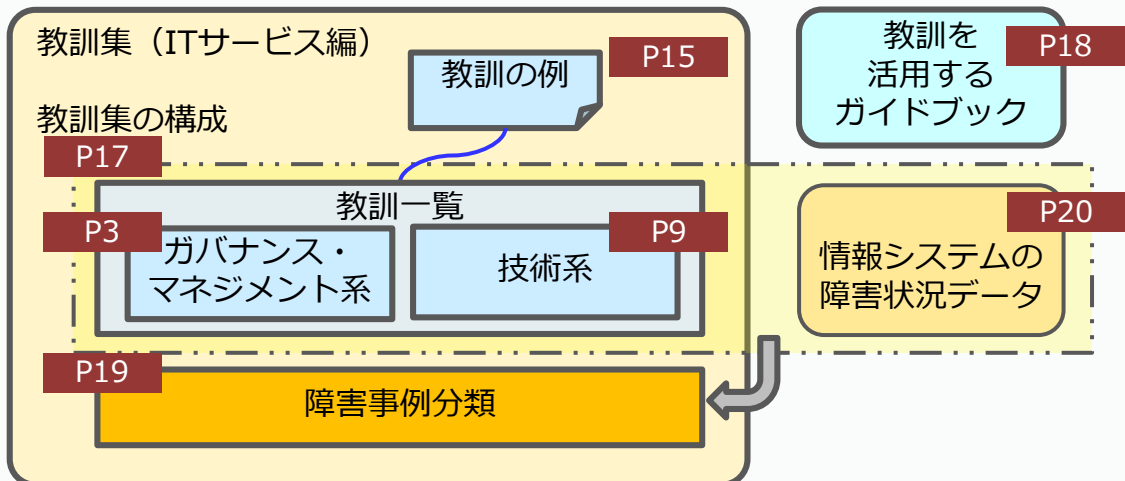 教訓集（ITサービス編）
教訓の例
P15
教訓を
活用する
ガイドブック
P18
教訓集の構成
P17
教訓一覧
P3
ガバナンス・
マネジメント系
P9
技術系
P20
情報システムの
障害状況データ
P19
障害事例分類